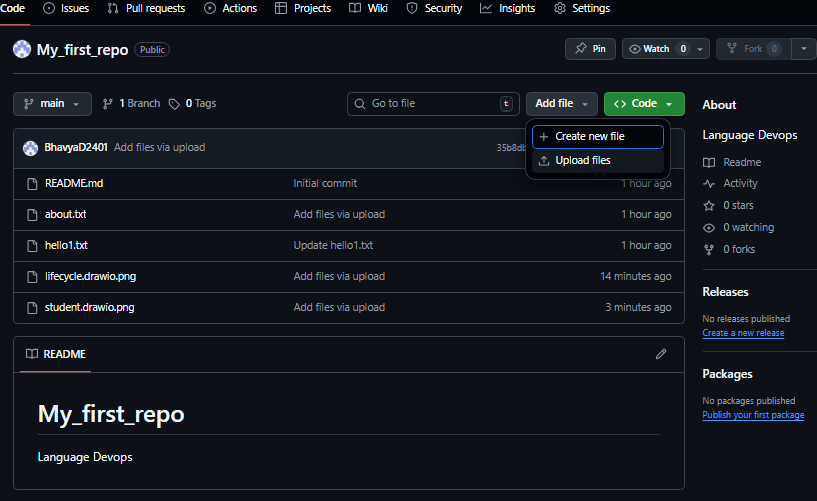 Code Issues Pull requests Actions Projects Wiki Security Insights Settings
My_first_repo Public Pin Watch 0 Fork 0
main 1 Branch 0 Tags Go to file t Add file Code
Create new file
Upload files
BhavyaD2401 Add files via upload
README.md Initial commit 1 hour ago
about.txt Add files via upload 1 hour ago
hello1.txt Update hello1.txt 1 hour ago
lifecycle.drawio.png Add files via upload 14 minutes ago
student.drawio.png Add files via upload 3 minutes ago
README
My_first_repo
Language Devops
About
Language Devops
Readme
Activity
0 stars
0 watching
0 forks
Releases
No releases published
Create a new release
Packages
No packages published
Publish your first package